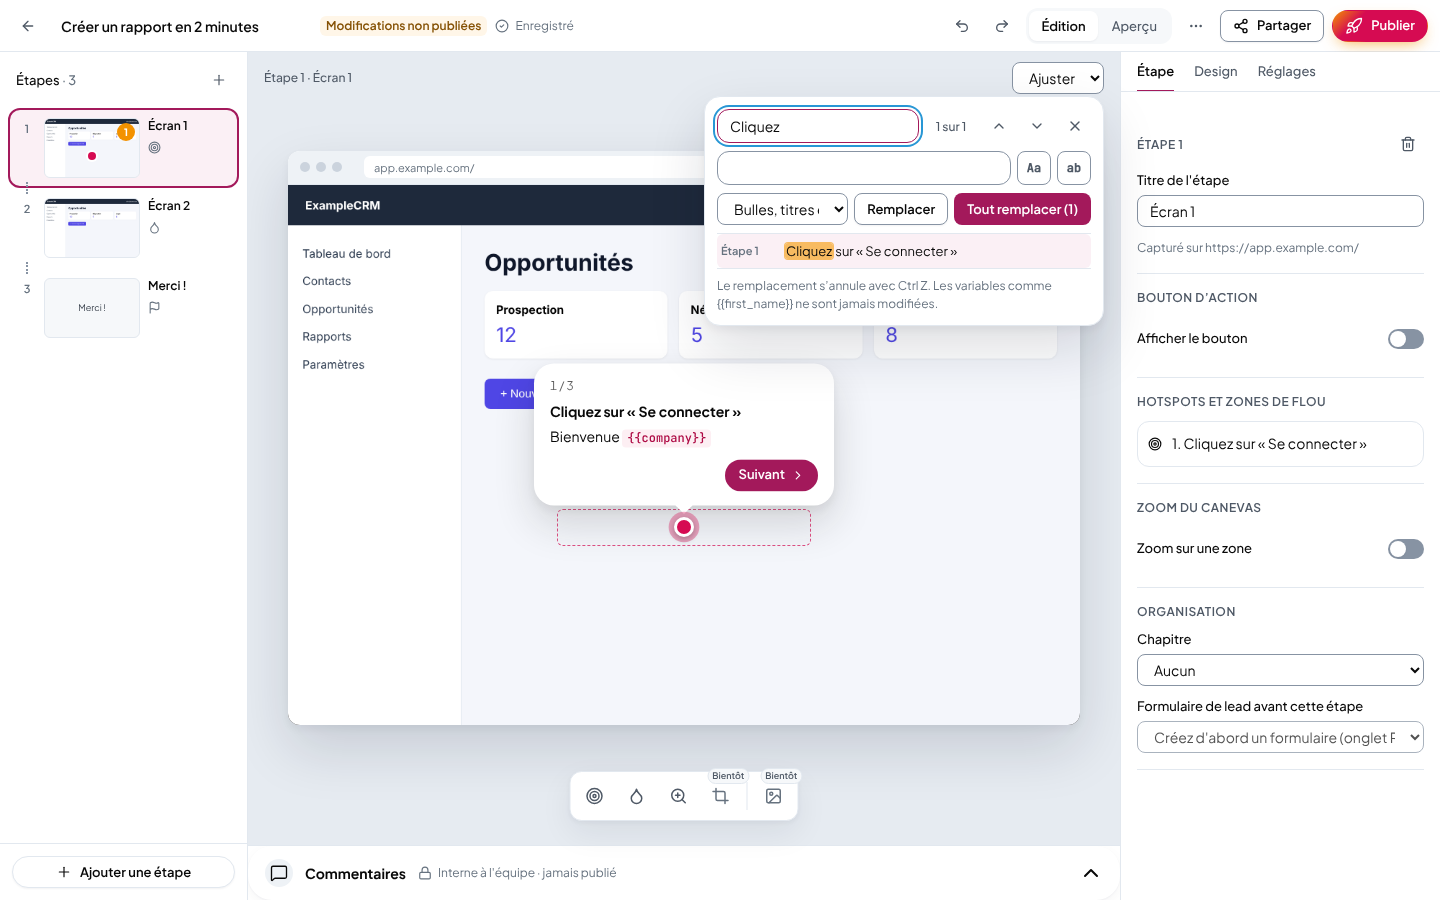 Créer un rapport en 2 minutes
Modifications non publiées
Enregistré
Édition
Aperçu
Partager
Publier
Étapes · 3
1
1
Écran 1
2
Écran 2
3
Merci !
Merci !
Ajouter une étape
Étape 1 · Écran 1
Ajuster
Cliquez
1 sur 1
Aa
ab
Bulles, titres
Remplacer
Tout remplacer (1)
Étape 1
Cliquez sur « Se connecter »
Le remplacement s’annule avec Ctrl Z. Les variables comme
{{first_name}} ne sont jamais modifiées.
app.example.com/
ExampleCRM
Tableau de bord
Contacts
Opportunités
Rapports
Paramètres
Opportunités
Prospection
12
5
8
1 / 3
Cliquez sur « Se connecter »
Bienvenue {{company}}
Suivant
Bientôt
Bientôt
Commentaires
Interne à l'équipe · jamais publié
Étape
Design
Réglages
ÉTAPE 1
Titre de l'étape
Écran 1
Capturé sur https://app.example.com/
BOUTON D’ACTION
Afficher le bouton
HOTSPOTS ET ZONES DE FLOU
1. Cliquez sur « Se connecter »
ZOOM DU CANEVAS
Zoom sur une zone
ORGANISATION
Chapitre
Aucun
Formulaire de lead avant cette étape
Créez d'abord un formulaire (onglet